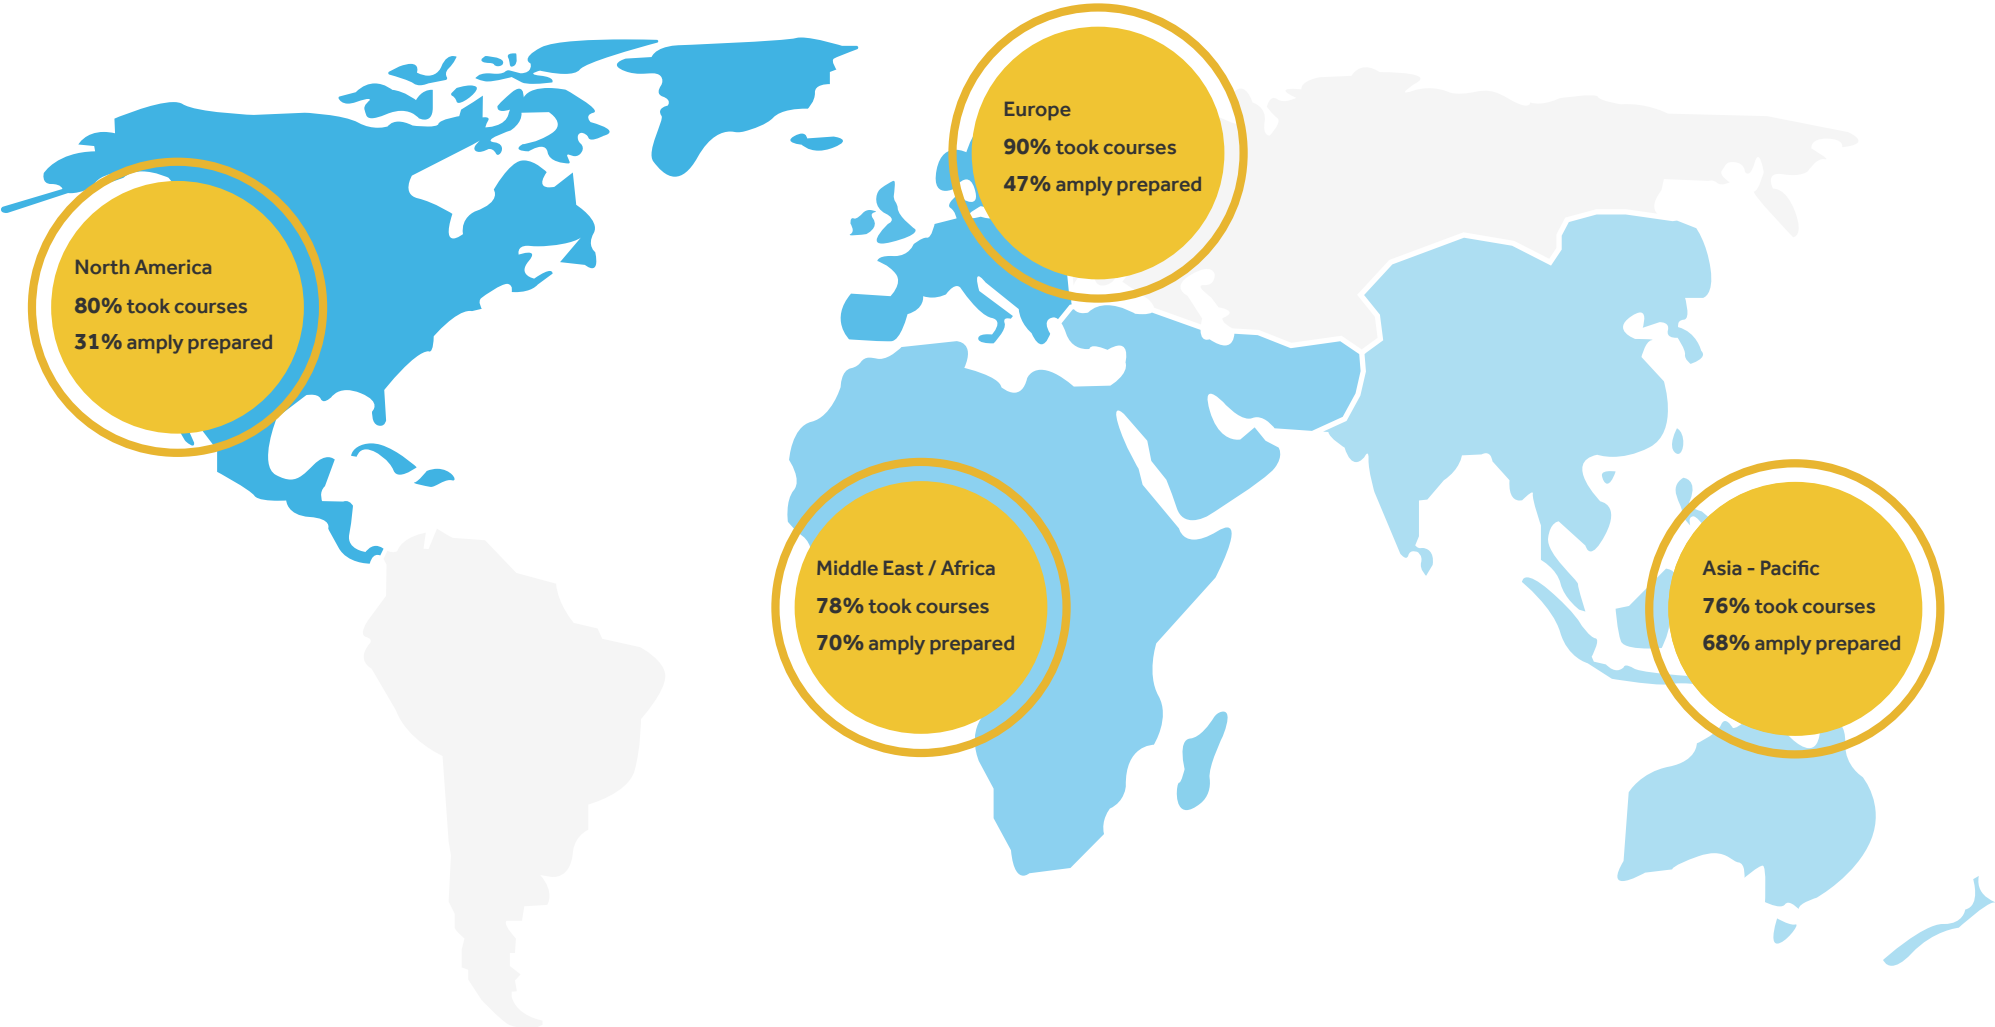 Europe
90% took courses
47% amply prepared
North America
80% took courses
31% amply prepared
Middle East / Africa
78% took courses
70% amply prepared
Asia - Pacific
76% took courses
68% amply prepared